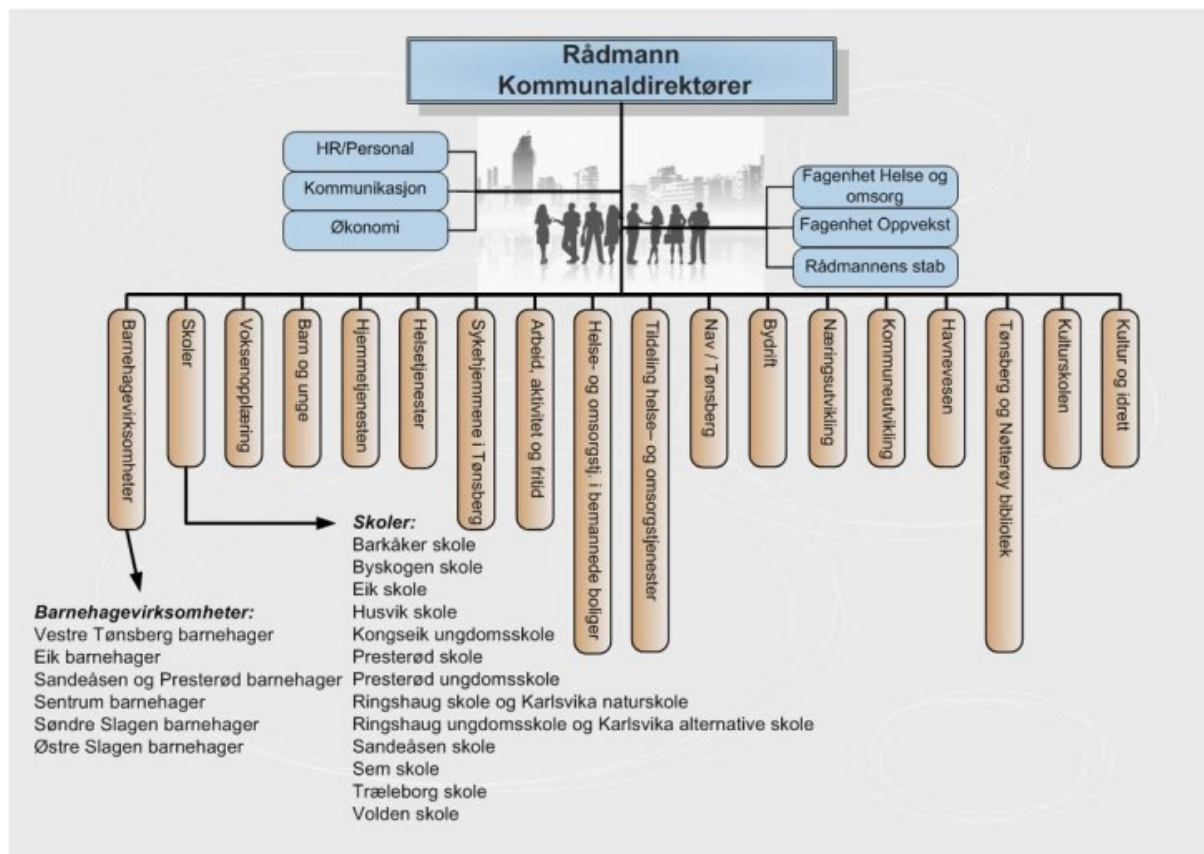 Rådmann
Kommunaldirektører
HR/Personal
Kommunikasjon
Økonomi
Fagenhet Helse og
omsorg
Fagenhet Oppvekst
Rådmannens stab
Barnehagevirksomheter
Skoler
Voksenopplæring
Barn og unge
Hjemmetjenesten
Helsetjenester
Sykehjemmene i Tønsberg
Arbeid, aktivitet og fritid
Helse- og omsorgstj. i bemannede boliger
Tildeling helse– og omsorgstjenester
Nav / Tønsberg
Bydrift
Næringsutvikling
Kommuneutvikling
Havnevesen
Tønsberg og Nøtterøy bibliotek
Kulturskolen
Kultur og idrett
Barnehagevirksomheter:
Vestre Tønsberg barnehager
Eik barnehager
Sandeåsen og Presterød barnehager
Sentrum barnehager
Søndre Slagen barnehager
Østre Slagen barnehager
Skoler:
Barkåker skole
Byskogen skole
Eik skole
Husvik skole
Kongseik ungdomsskole
Presterød skole
Presterød ungdomsskole
Ringshaug skole og Karlsvika naturskole
Ringshaug ungdomsskole og Karlsvika alternative skole
Sandeåsen skole
Sem skole
Træleborg skole
Volden skole